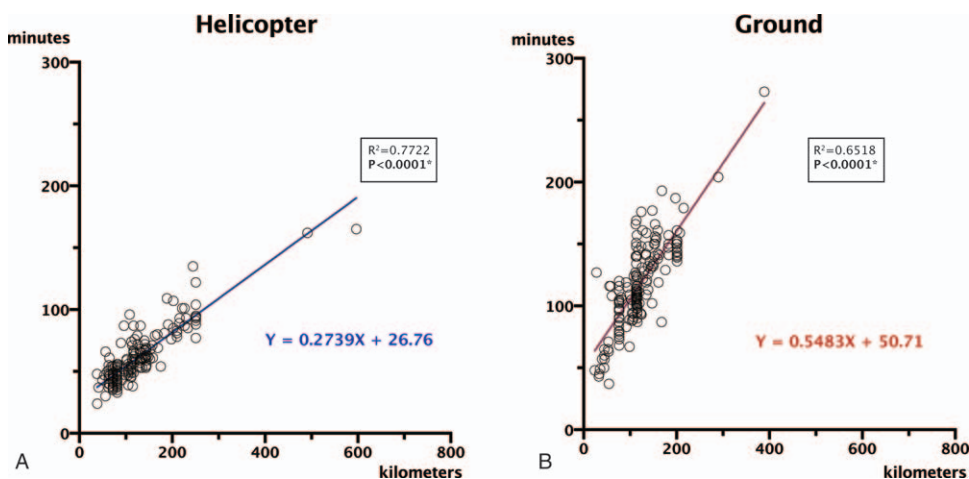 Helicopter
minutes
300
200
100
0
R²=0.7722
P<0.0001*
Y = 0.2739X + 26.76
0 200 400 600 800
kilometers
A
Ground
minutes
300
200
100
0
R²=0.6518
P<0.0001*
Y = 0.5483X + 50.71
0 200 400 600 800
kilometers
B